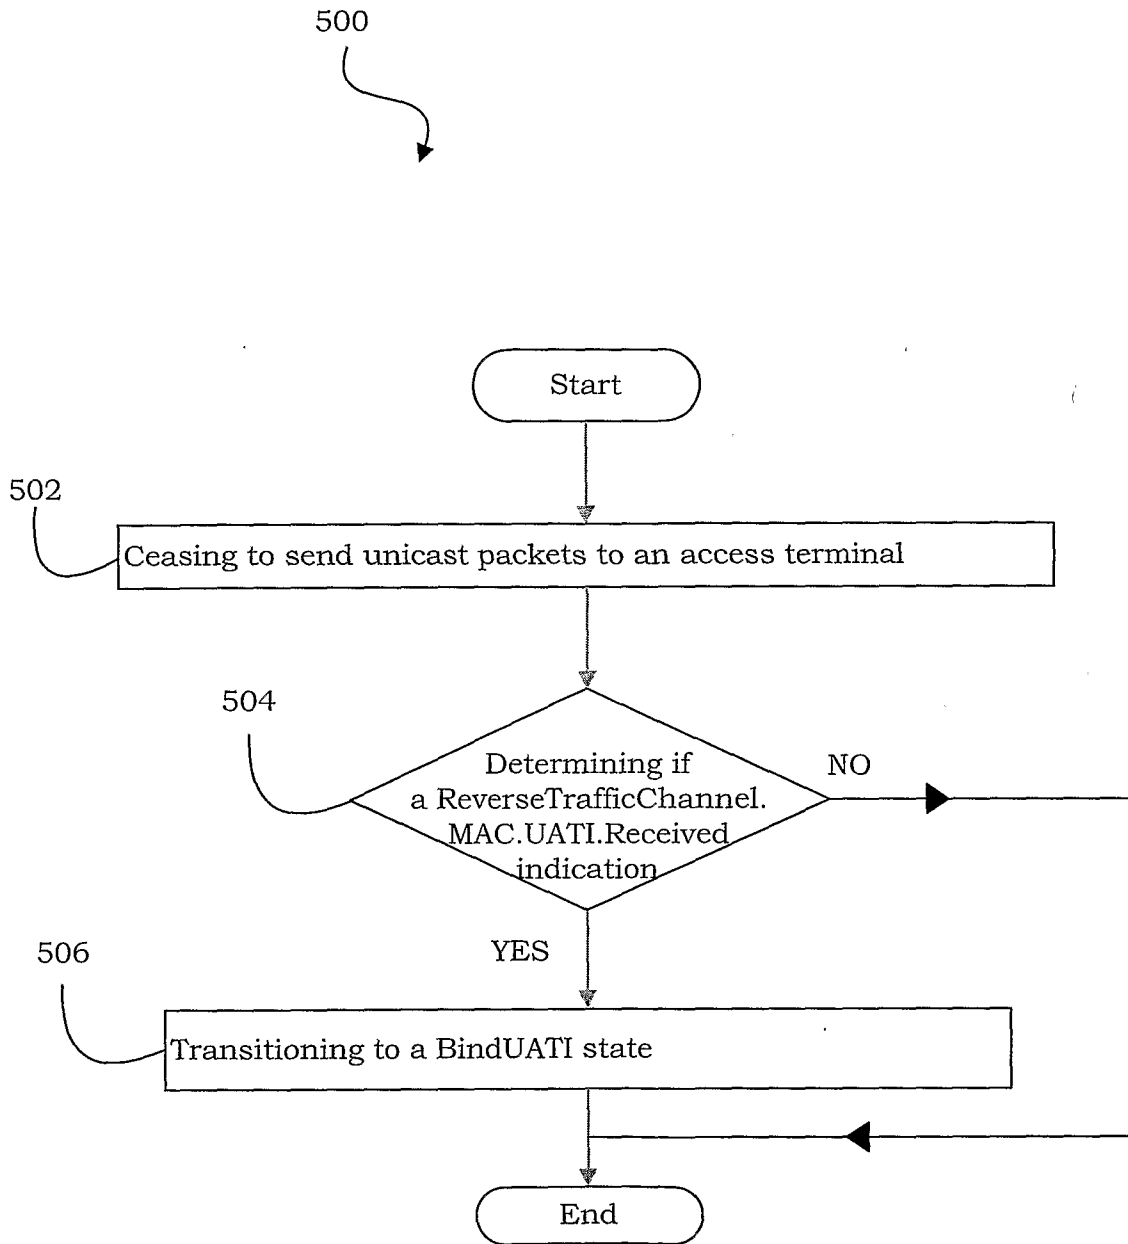 500
Start
502
Ceasing to send unicast packets to an access terminal
504
Determining if
a ReverseTrafficChannel.
MAC.UATI.Received
indication
NO
YES
506
Transitioning to a BindUATI state
End